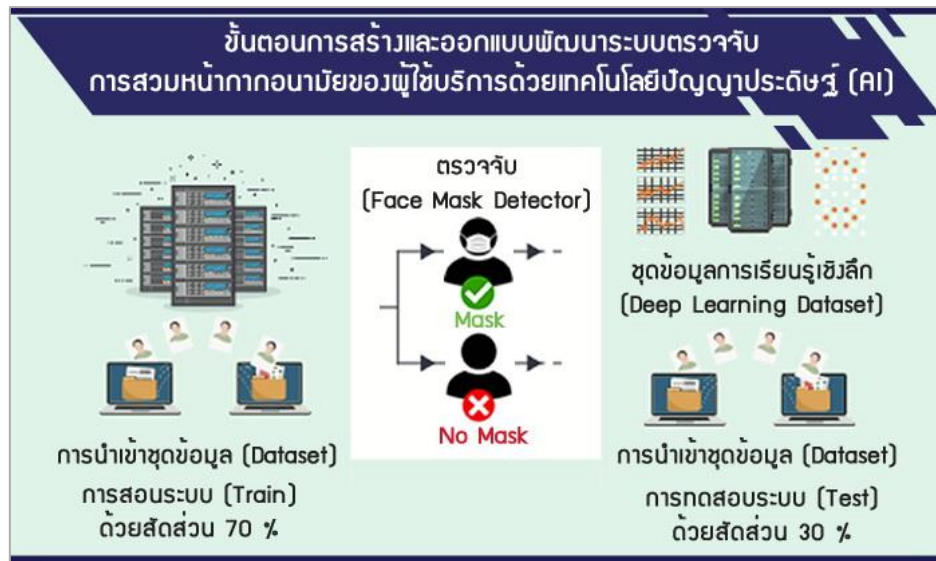 ขั้นตอนการสร้างและออกแบบพัฒนาระบบตรวจจับ
การสวมหน้ากากอนามัยของผู้ใช้บริการด้วยเทคโนโลยีปัญญาประดิษฐ์ (AI)
ตรวจจับ
(Face Mask Detector)
Mask
No Mask
การนำเข้าชุดข้อมูล (Dataset)
การสอนระบบ (Train)
ด้วยสัดส่วน 70 %
ชุดข้อมูลการเรียนรู้เชิงลึก
(Deep Learning Dataset)
การนำเข้าชุดข้อมูล (Dataset)
การทดสอบระบบ (Test)
ด้วยสัดส่วน 30 %